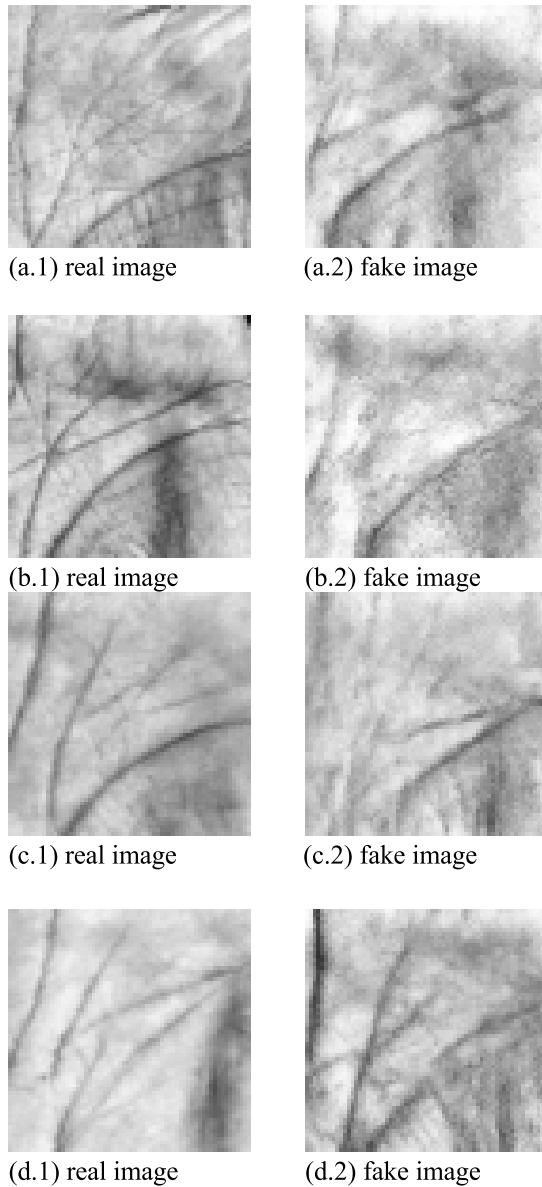 (a.1) real image
(a.2) fake image
(b.1) real image
(b.2) fake image
(c.1) real image
(c.2) fake image
(d.1) real image
(d.2) fake image